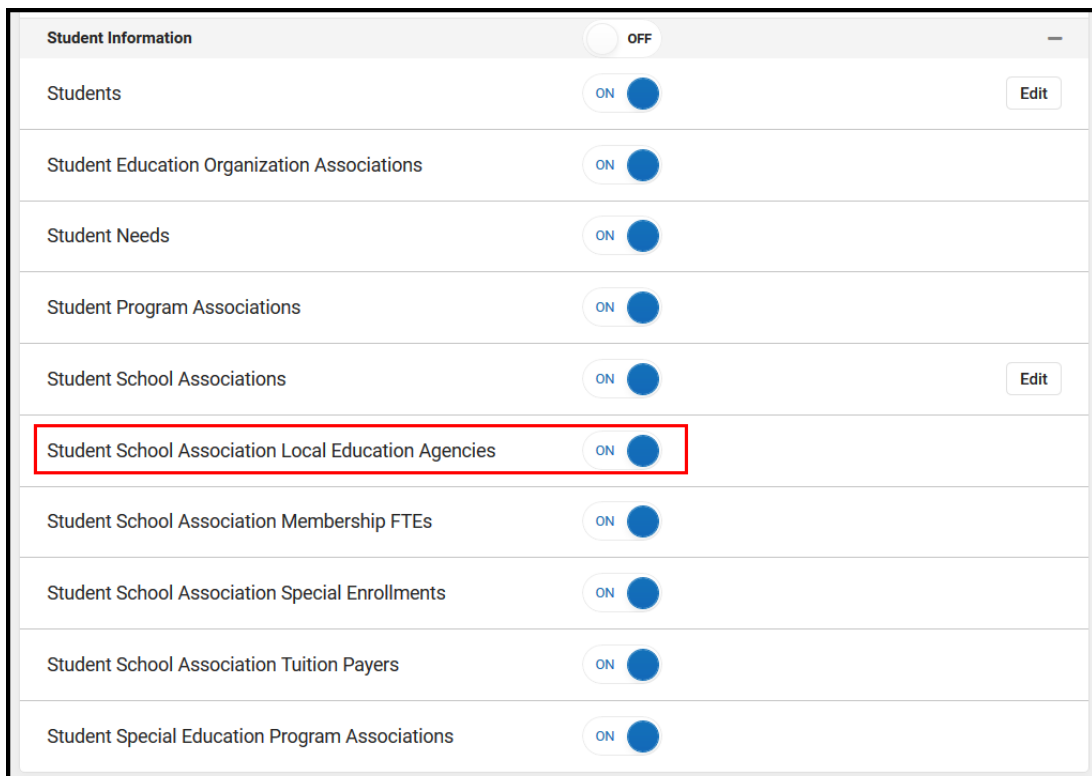 Student Information OFF
Students ON Edit
Student Education Organization Associations ON
Student Needs ON
Student Program Associations ON
Student School Associations ON Edit
Student School Association Local Education Agencies ON
Student School Association Membership FTEs ON
Student School Association Special Enrollments ON
Student School Association Tuition Payers ON
Student Special Education Program Associations ON